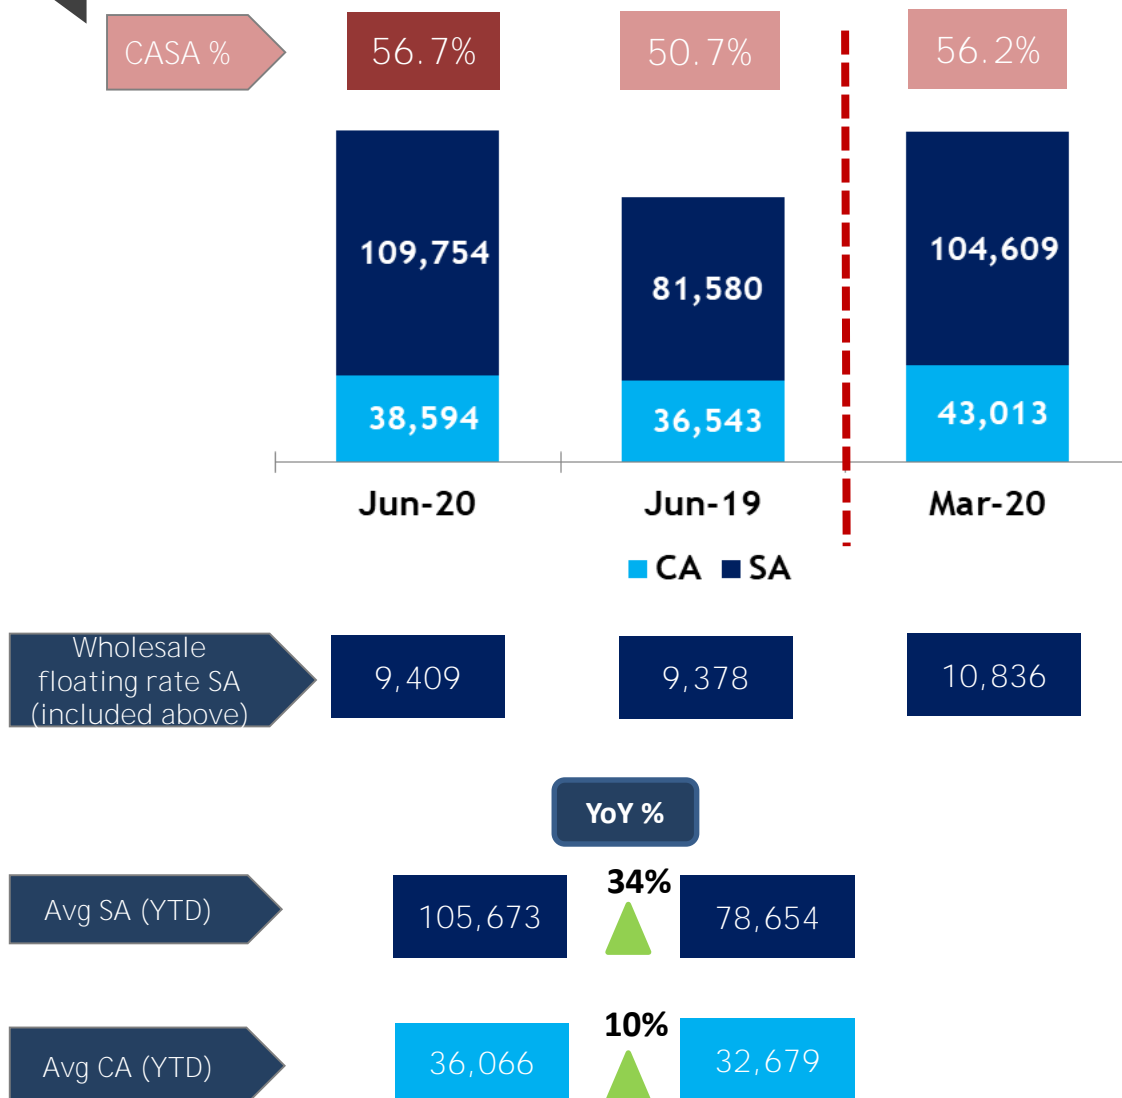 CASA %
56.7%
50.7%
56.2%
109,754
81,580
104,609
38,594
36,543
43,013
Jun-20
Jun-19
Mar-20
CA
SA
Wholesale
floating rate SA
(included above)
9,409
9,378
10,836
YoY %
Avg SA (YTD)
105,673
34%
78,654
Avg CA (YTD)
36,066
10%
32,679